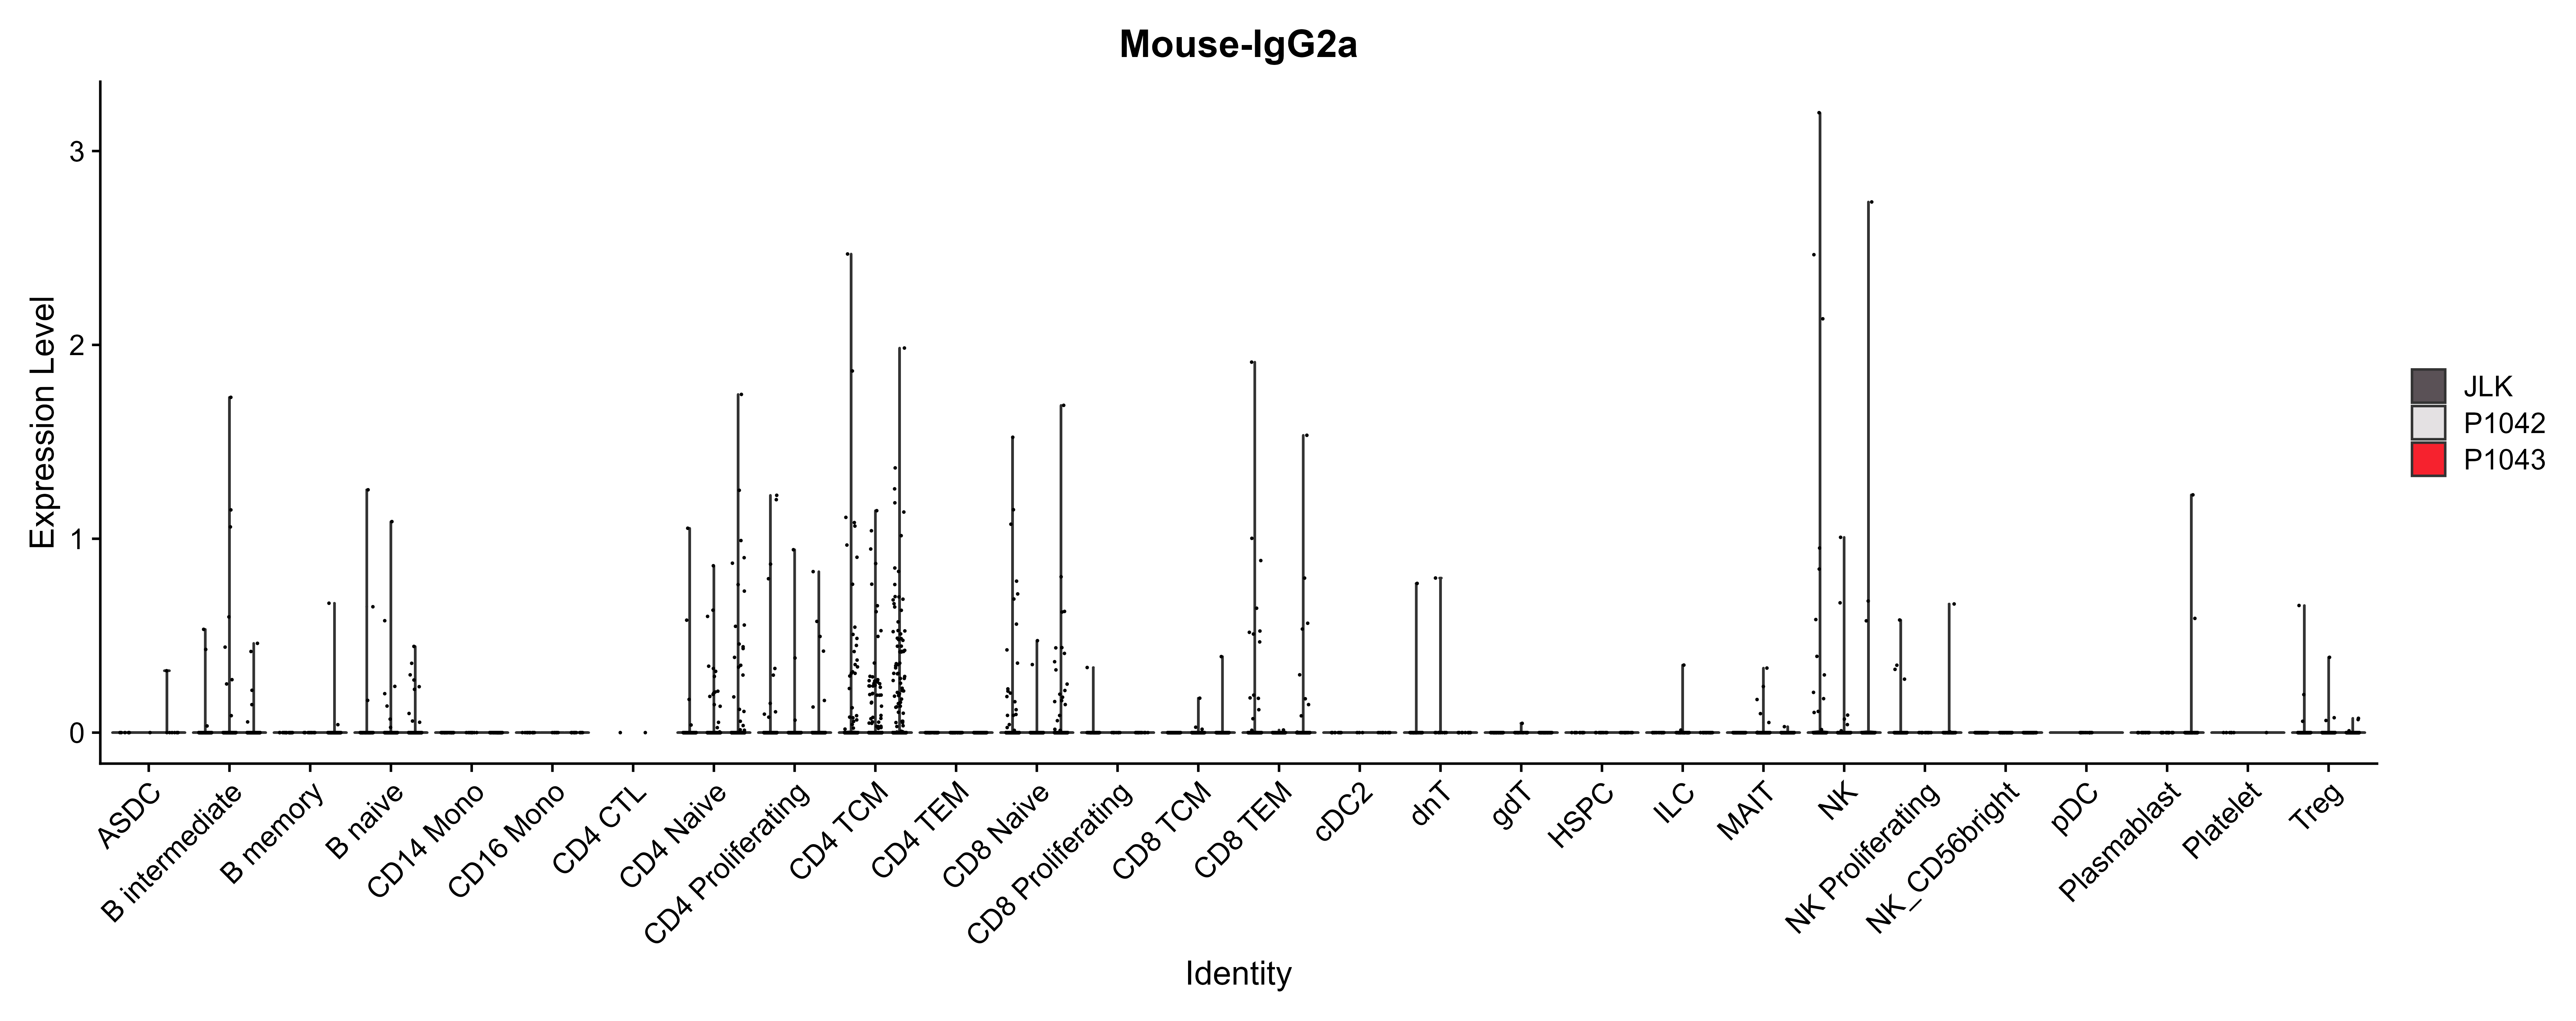 Mouse-IgG2a
Expression Level
3
2
1
0
ASDC
B intermediate
B memory
B naive
CD14 Mono
CD16 Mono
CD4 CTL
CD4 Naive
CD4 Proliferating
CD4 TCM
CD4 TEM
CD8 Naive
CD8 Proliferating
CD8 TCM
CD8 TEM
cDC2
dnT
gdT
HSPC
ILC
MAIT
NK
NK Proliferating
NK_CD56bright
pDC
Plasmablast
Platelet
Treg
Identity
JLK
P1042
P1043